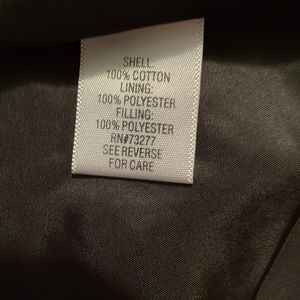 SHELL:
100% COTTON
LINING:
100% POLYESTER
FILLING:
100% POLYESTER
RN#73277
SEE REVERSE
FOR CARE